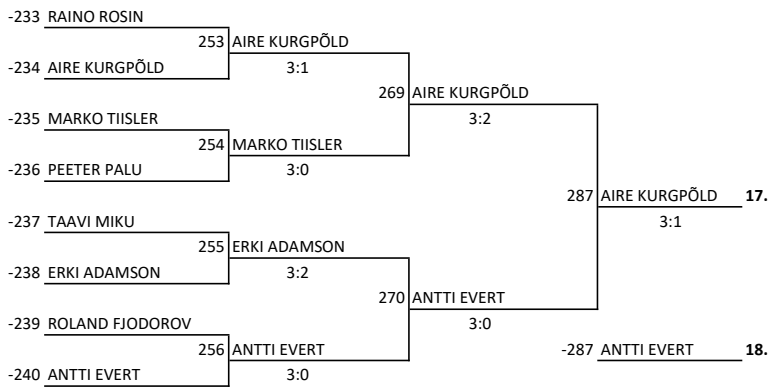 -233 RAINO ROSIN
253 AIRE KURGPÕLD
-234 AIRE KURGPÕLD 3:1
269 AIRE KURGPÕLD
-235 MARKO TIISLER 3:2
254 MARKO TIISLER
-236 PEETER PALU 3:0
287 AIRE KURGPÕLD 17.
-237 TAAVI MIKU 3:1
255 ERKI ADAMSON
-238 ERKI ADAMSON 3:2
270 ANTTI EVERT
-239 ROLAND FJODOROV 3:0
256 ANTTI EVERT -287 ANTTI EVERT 18.
-240 ANTTI EVERT 3:0